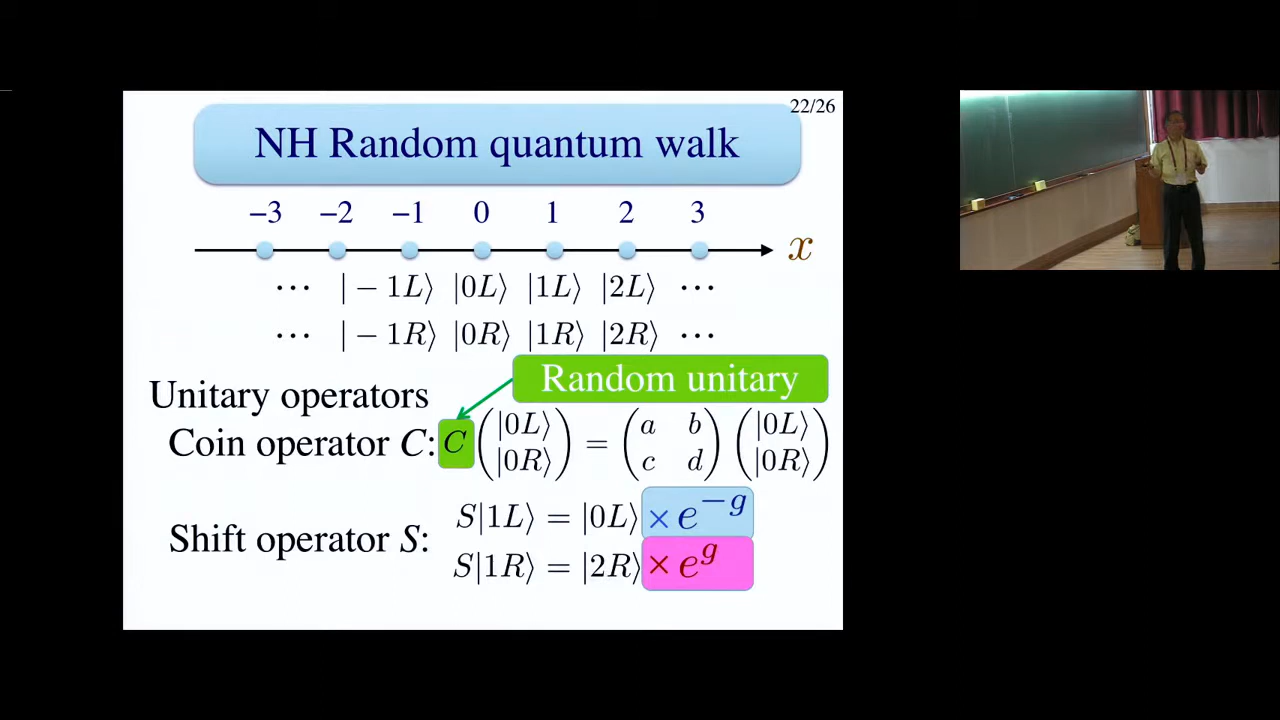 22/26
NH Random quantum walk
−3 −2 −1 0 1 2 3
x
··· |−1L⟩ |0L⟩ |1L⟩ |2L⟩ ···
··· |−1R⟩ |0R⟩ |1R⟩ |2R⟩ ···
Random unitary
Unitary operators
Coin operator C: C (|0L⟩ |0R⟩) = (a b c d) (|0L⟩ |0R⟩)
Shift operator S:
S|1L⟩ = |0L⟩ × e^{−g}
S|1R⟩ = |2R⟩ × e^{g}